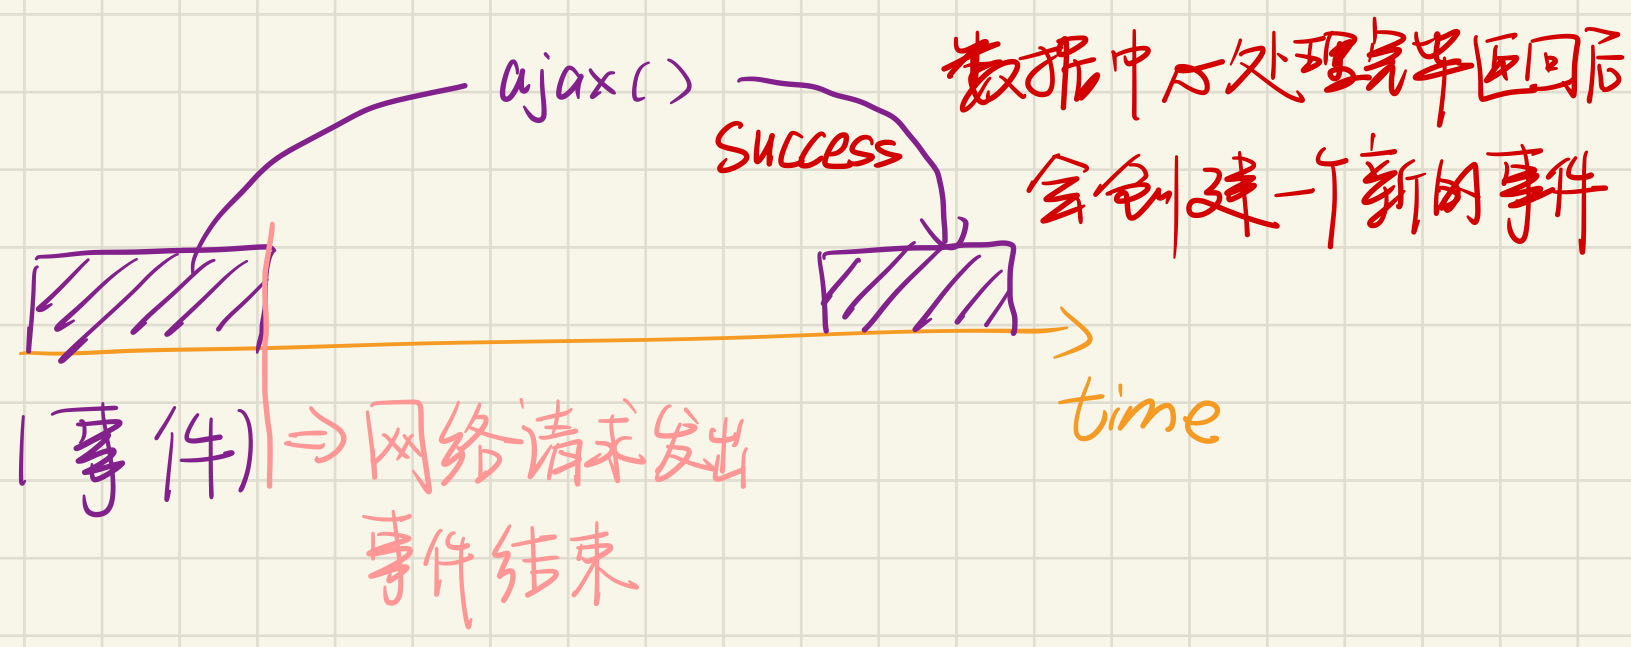 ajax()
success
数据中心处理完毕返回后
会创建一个新的事件
time
(事件)
⇒ 网络请求发出
事件结束